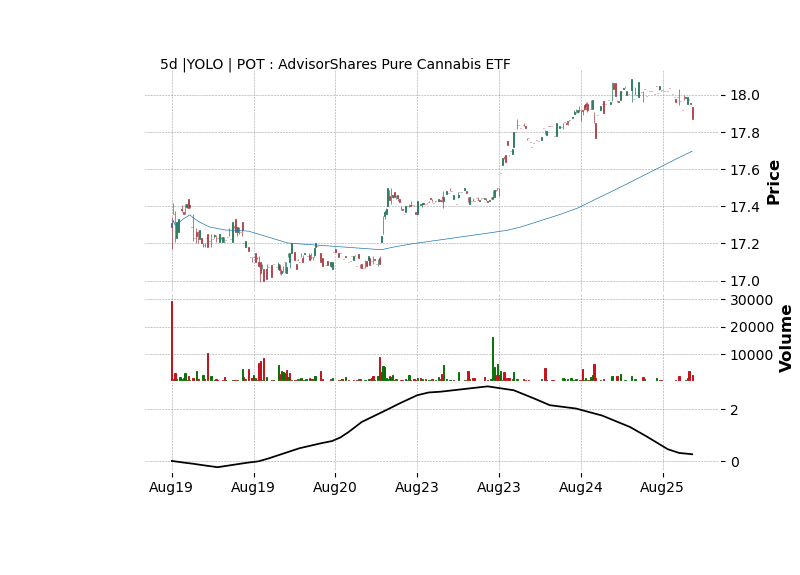 5d |YOLO | POT : AdvisorShares Pure Cannabis ETF
18.0
17.8
17.6
17.4
17.2
17.0
Price
30000
20000
10000
Volume
2
0
Aug19 Aug19 Aug20 Aug23 Aug23 Aug24 Aug25